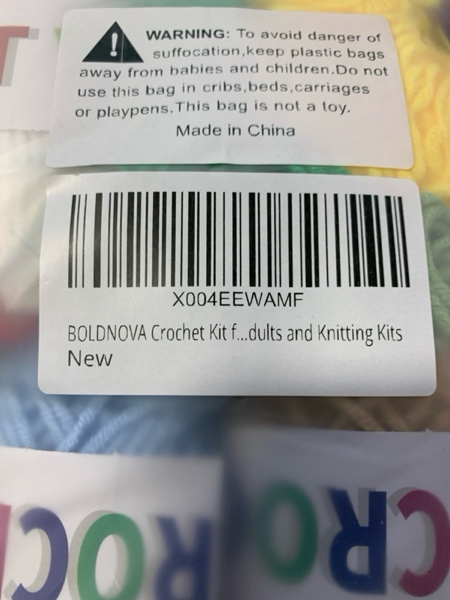 WARNING: To avoid danger of
suffocation,keep plastic bags
away from babies and children.Do not
use this bag in cribs,beds,carriages
or playpens.This bag is not a toy.
Made in China
X004EEWAMF
BOLDNOVA Crochet Kit f...dults and Knitting Kits
New